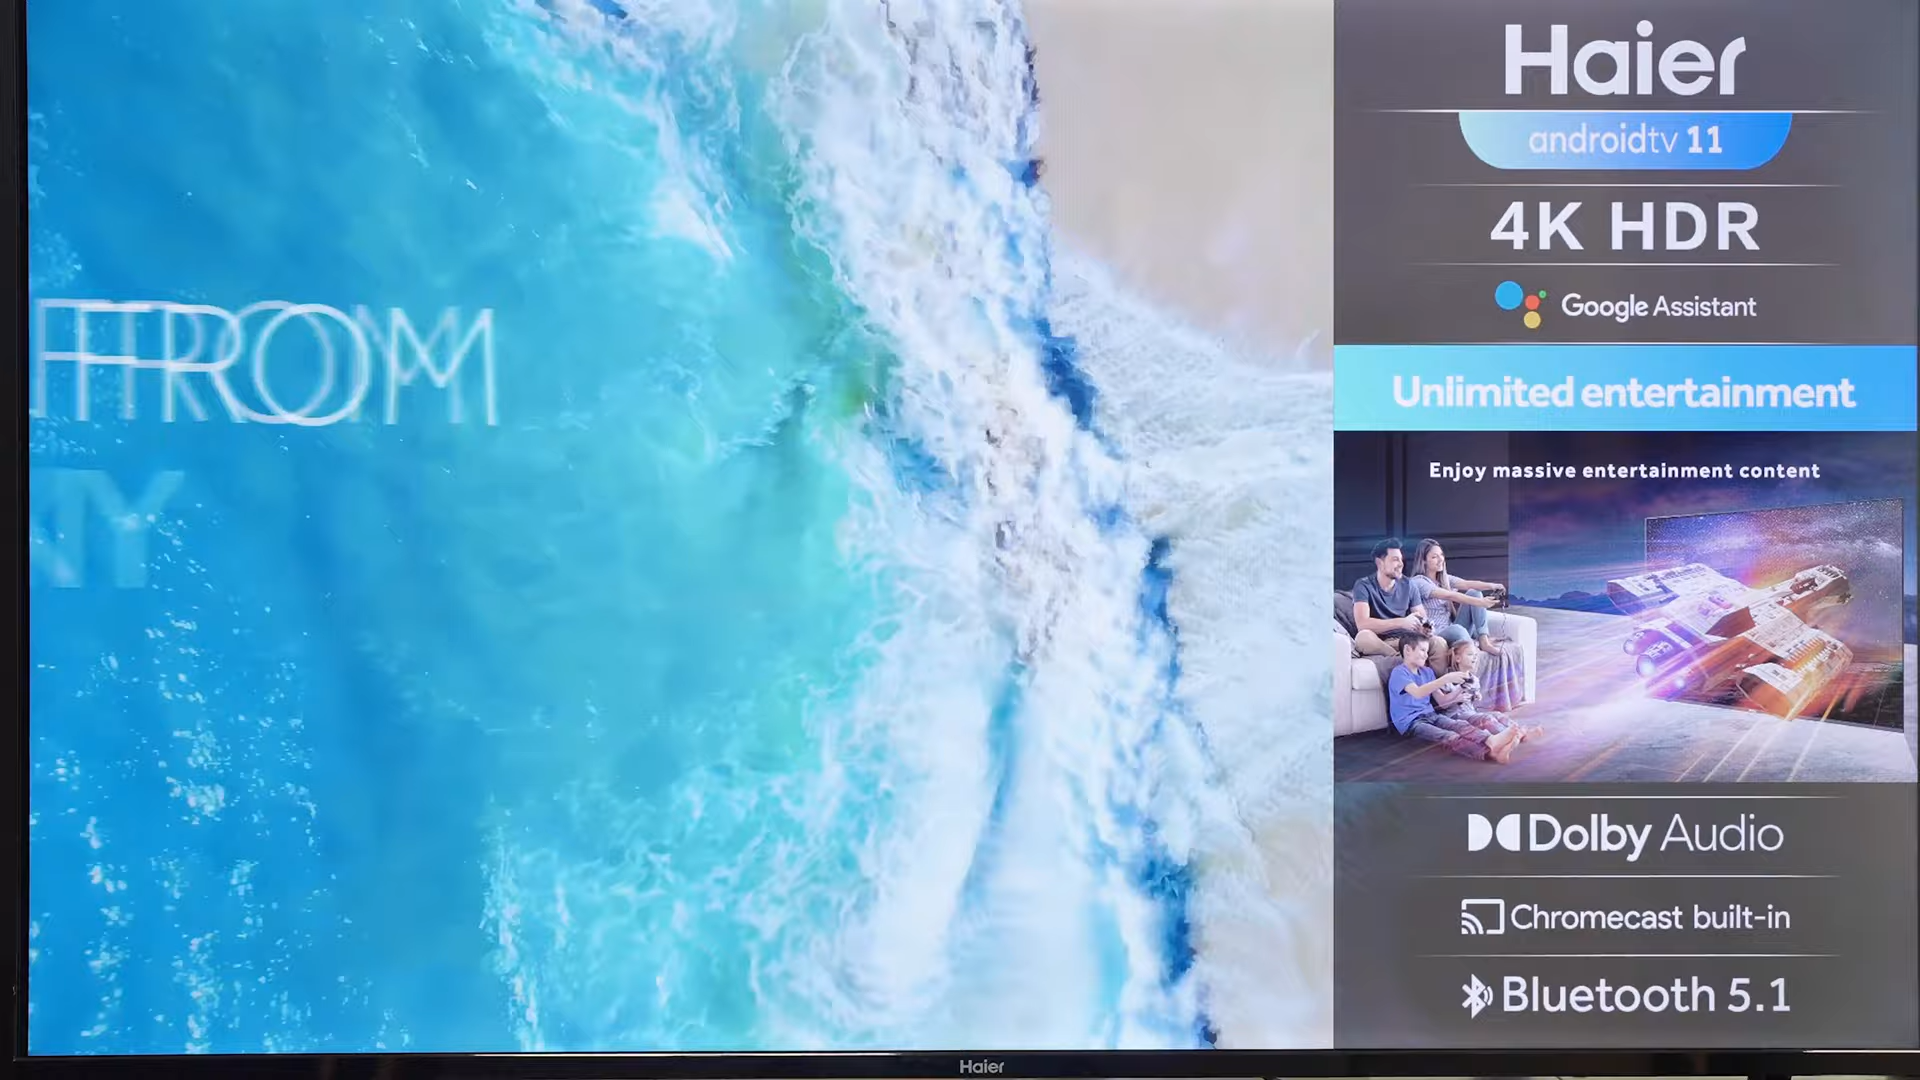 FROM
Haier
androidtv 11
4K HDR
Google Assistant
Unlimited entertainment
Enjoy massive entertainment content
Dolby Audio
Chromecast built-in
Bluetooth 5.1
Haier